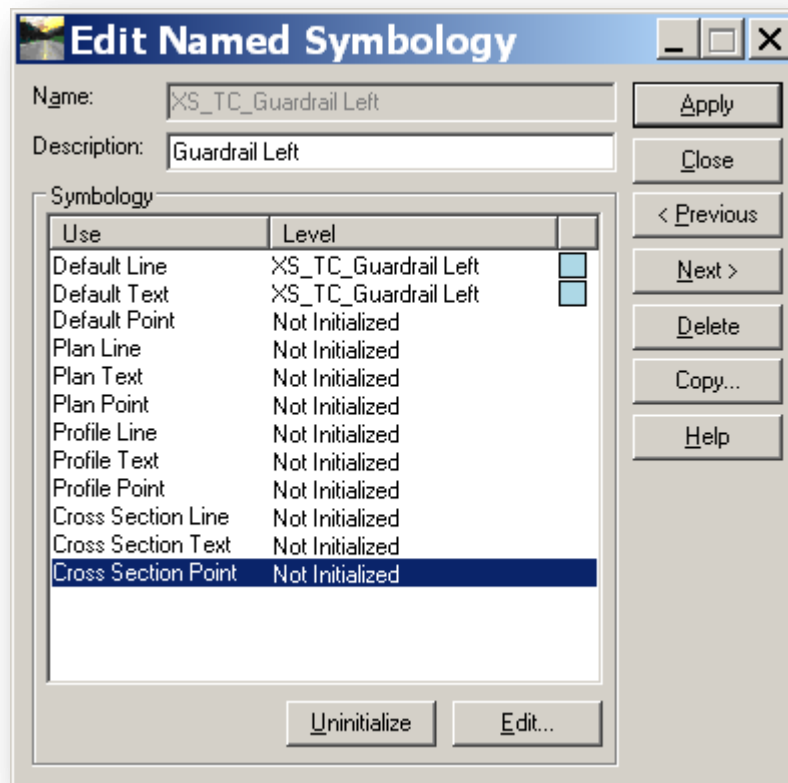 Edit Named Symbology
Name: XS_TC_Guardrail Left
Apply
Description: Guardrail Left
Close
Symbology
< Previous
Use Level
Default Line XS_TC_Guardrail Left
Next >
Default Text XS_TC_Guardrail Left
Default Point Not Initialized
Delete
Plan Line Not Initialized
Plan Text Not Initialized
Copy...
Plan Point Not Initialized
Profile Line Not Initialized
Help
Profile Text Not Initialized
Profile Point Not Initialized
Cross Section Line Not Initialized
Cross Section Text Not Initialized
Cross Section Point Not Initialized
Uninitialize Edit...